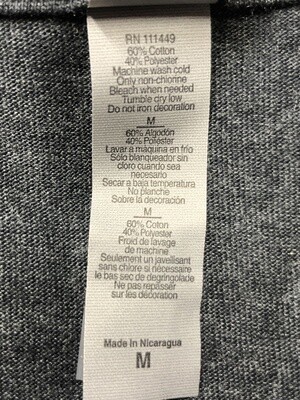 RN 111449
60% Cotton
40% Polyester
Machine wash cold
Only non-chlorine
Bleach when needed
Tumble dry low
Do not iron decoration
M
60% Algodón
40% Poliéster
Lavar a máquina en frío
Sólo blanqueador sin
cloro cuando sea
necesario
Secar a baja temperatura
No planche
Sobre la decoración
M
60% Coton
40% Polyester
Froid de lavage
de machine
Seulement un javellisant
sans chlore si nécessaire
le bas sec de degringolade
Ne pas repasser
sur les décoration
Made In Nicaragua
M